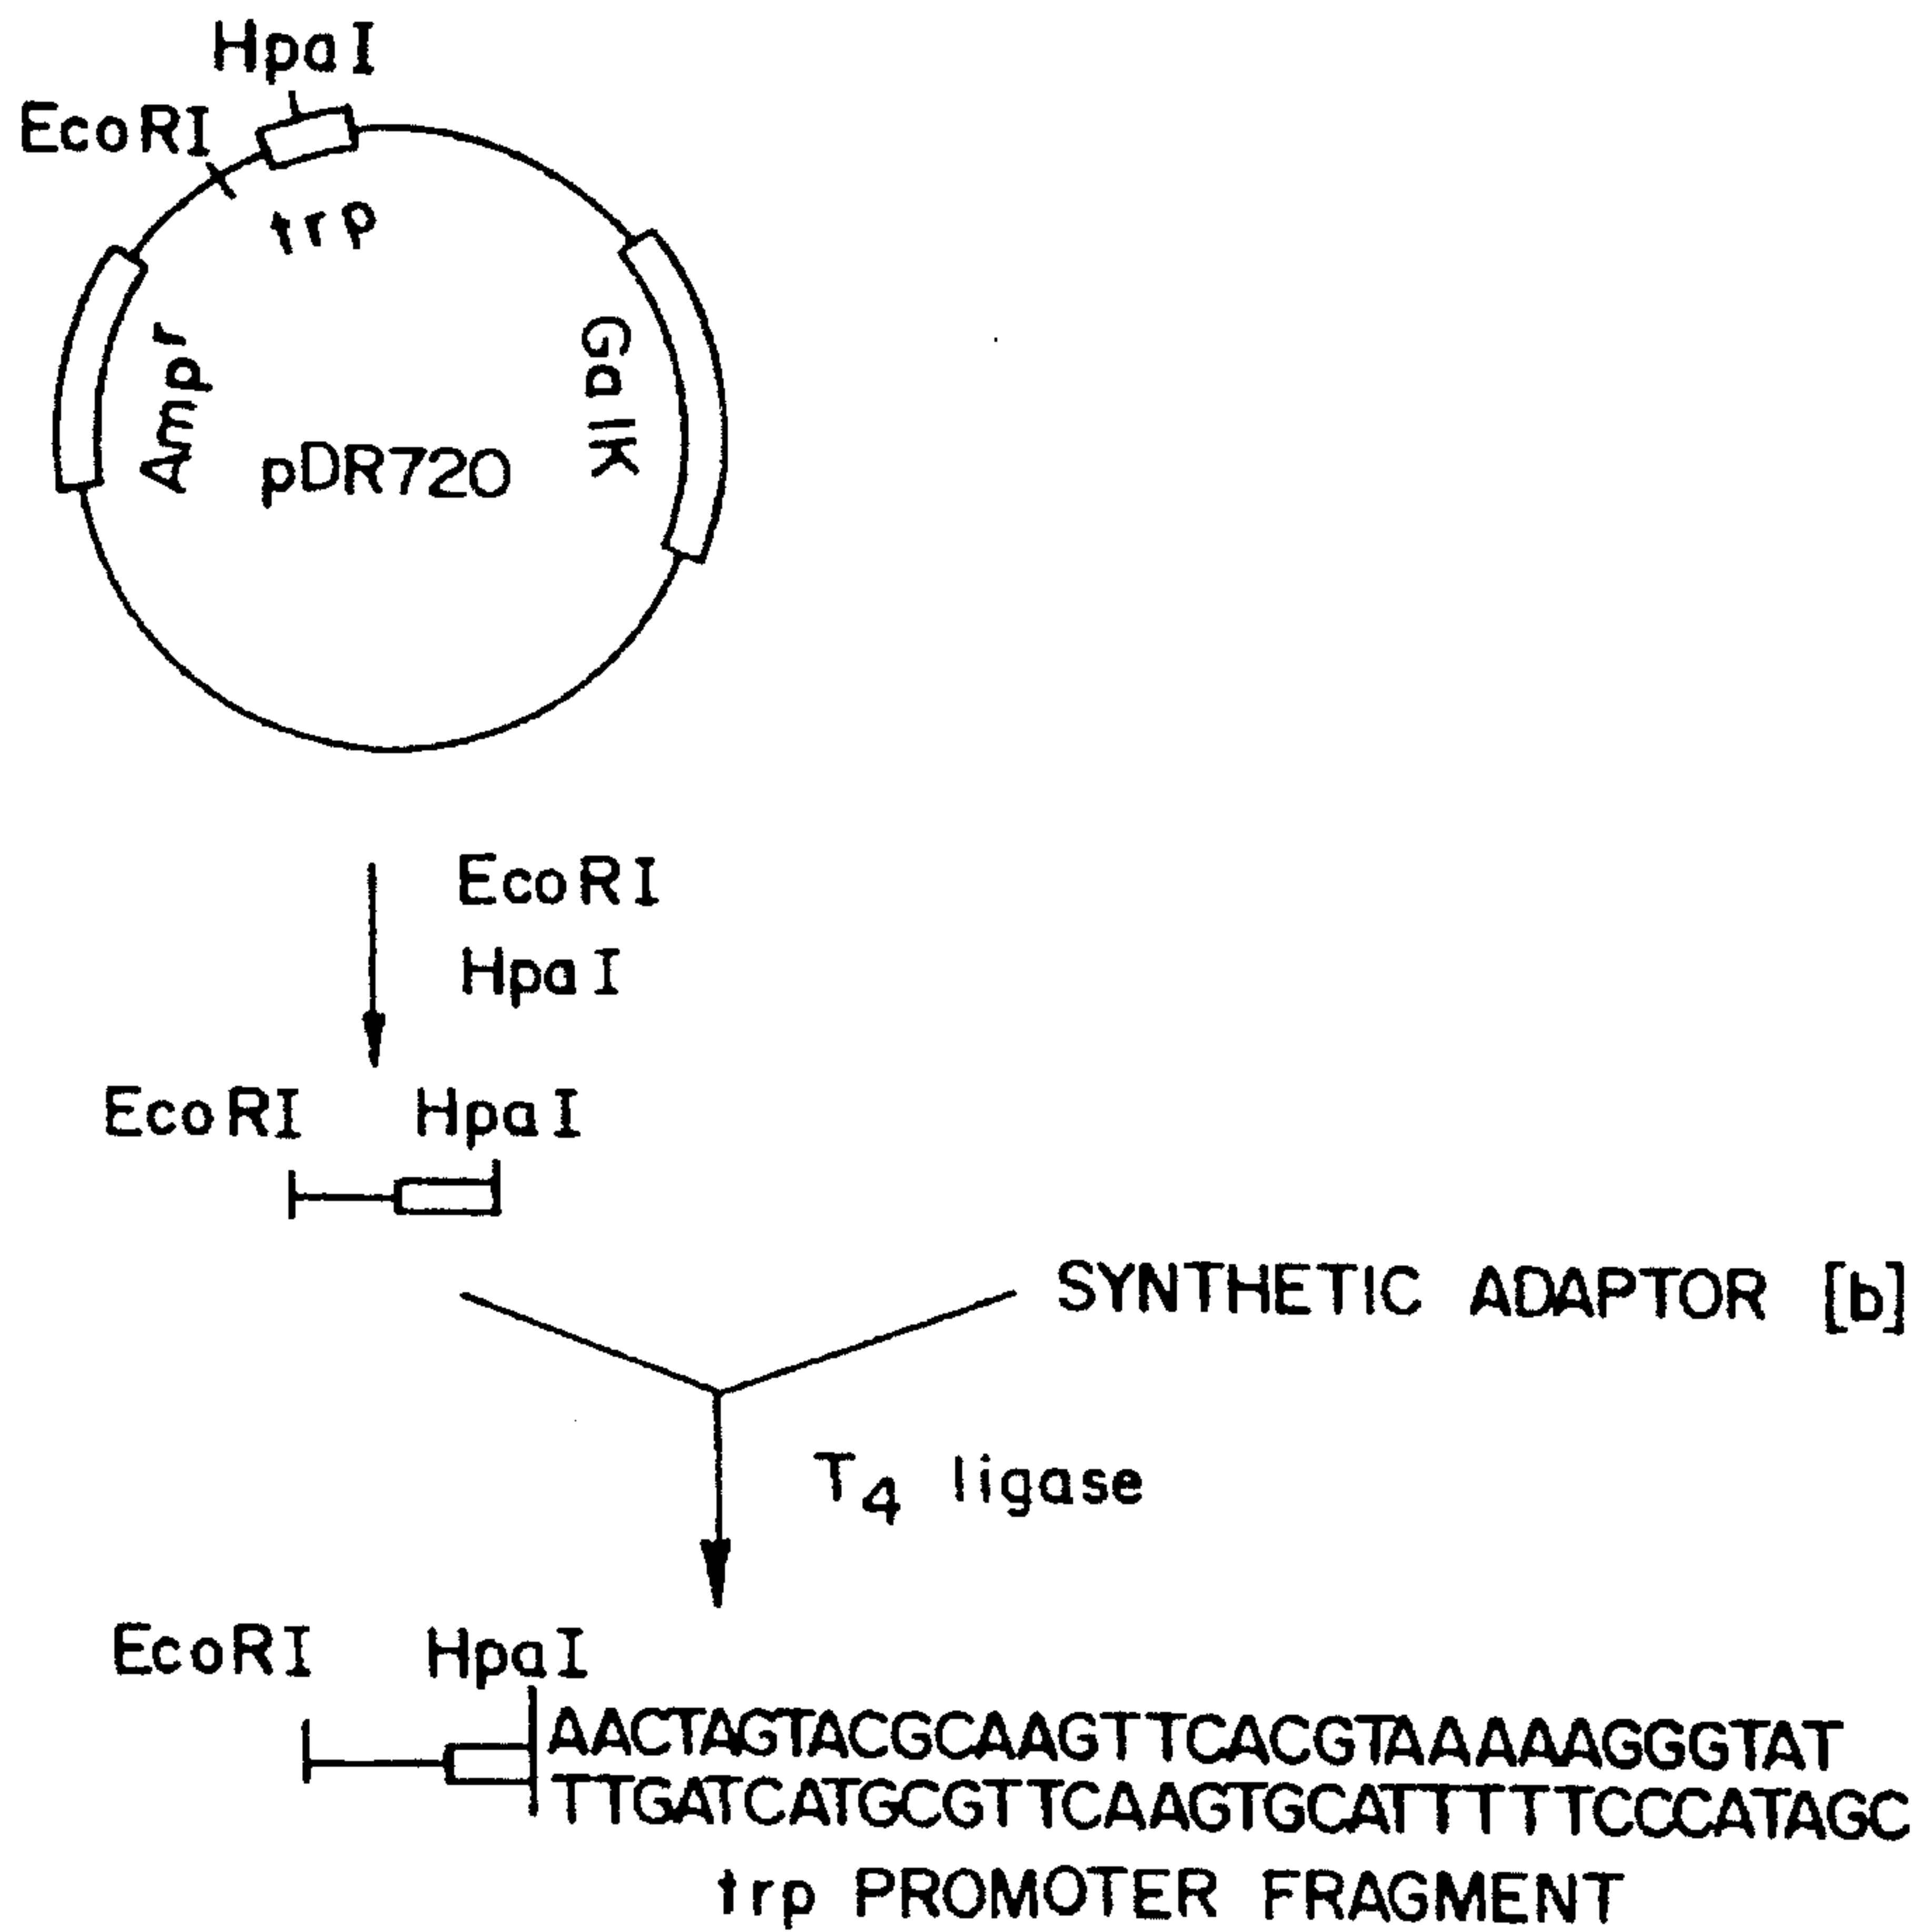 HpaI
EcoRI
trp
Ampr
GalK
pDR720
EcoRI
HpaI
EcoRI HpaI
SYNTHETIC ADAPTOR [b]
T4 ligase
EcoRI HpaI
AACTAGTACGCAAGTTCACGTAAAAAGGGTAT
TTGATCATGCGTTCAAGTGCATTTTTCCCATAGC
trp PROMOTER FRAGMENT